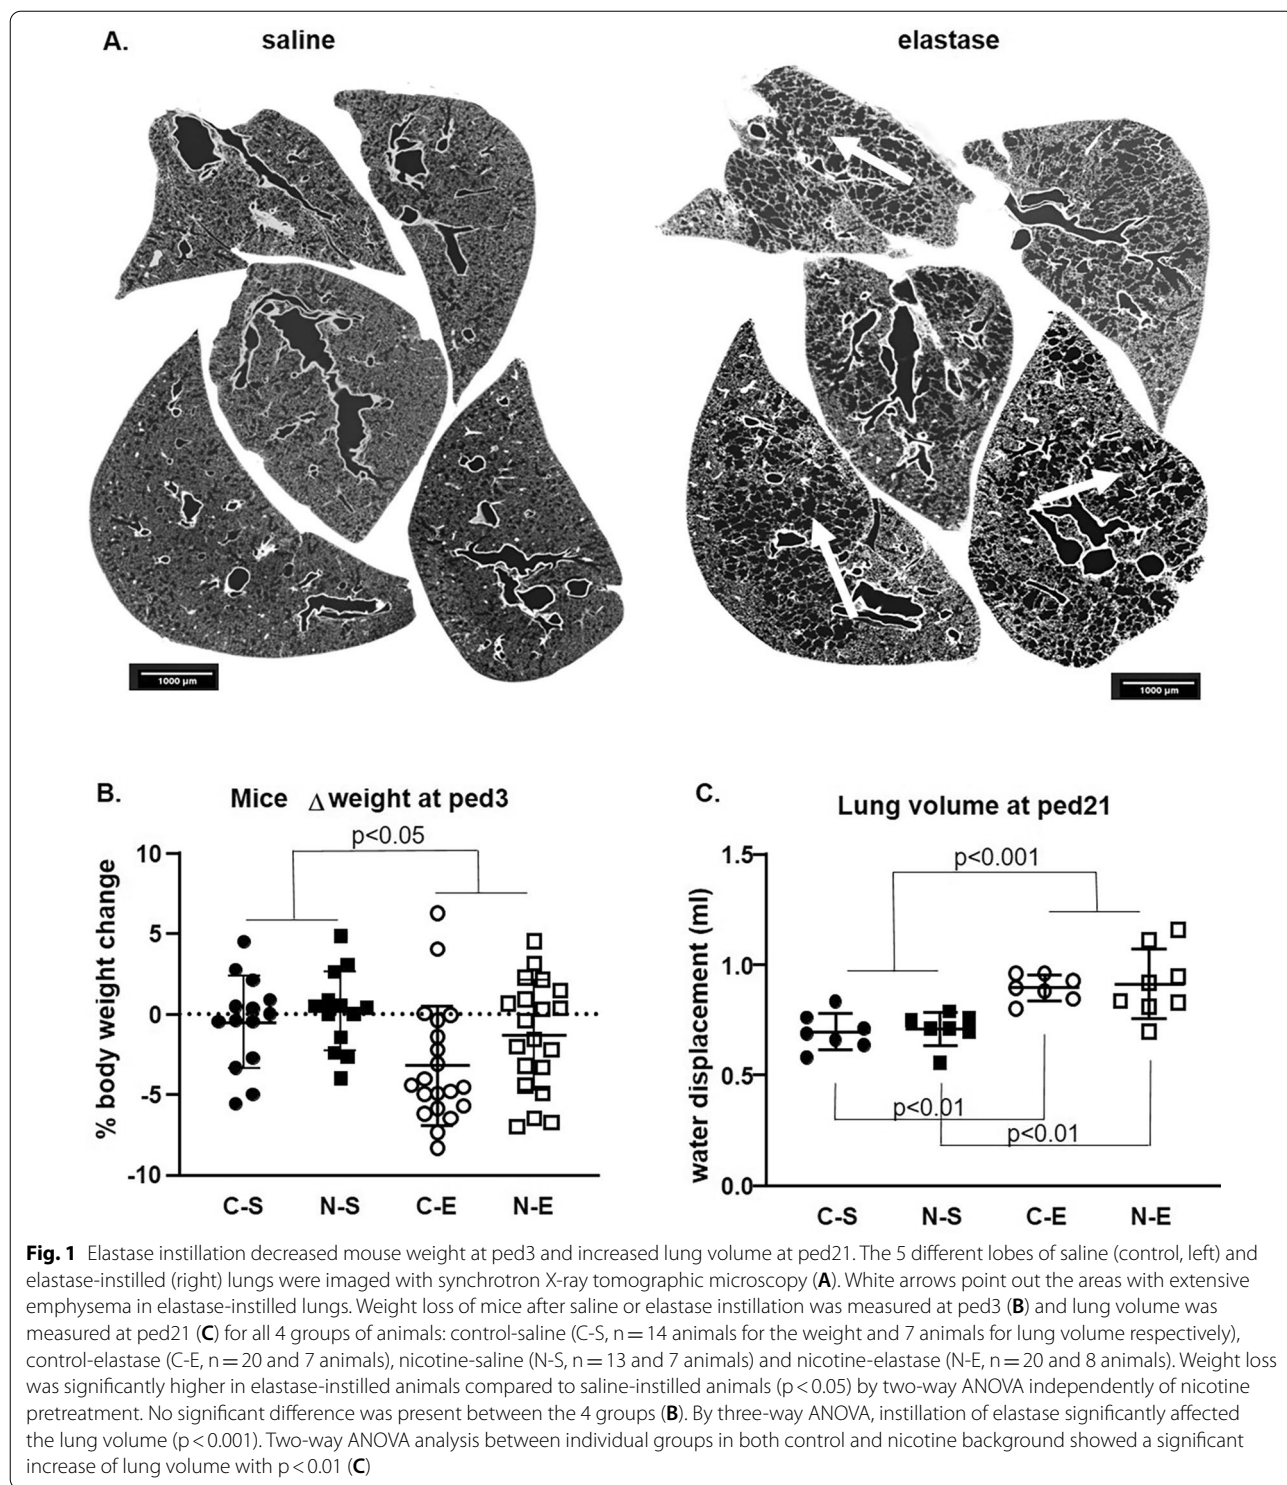 A.
saline
elastase
1000 µm
1000 µm
B.
Mice Δ weight at ped3
p<0.05
% body weight change
10
5
0
-5
-10
C-S N-S C-E N-E
C.
Lung volume at ped21
p<0.001
water displacement (ml)
1.5
1.0
0.5
0.0
p<0.01
p<0.01
C-S N-S C-E N-E
Fig. 1 Elastase instillation decreased mouse weight at ped3 and increased lung volume at ped21. The 5 different lobes of saline (control, left) and
elastase-instilled (right) lungs were imaged with synchrotron X-ray tomographic microscopy (A). White arrows point out the areas with extensive
emphysema in elastase-instilled lungs. Weight loss of mice after saline or elastase instillation was measured at ped3 (B) and lung volume was
measured at ped21 (C) for all 4 groups of animals: control-saline (C-S, n = 14 animals for the weight and 7 animals for lung volume respectively),
control-elastase (C-E, n = 20 and 7 animals), nicotine-saline (N-S, n = 13 and 7 animals) and nicotine-elastase (N-E, n = 20 and 8 animals). Weight loss
was significantly higher in elastase-instilled animals compared to saline-instilled animals (p < 0.05) by two-way ANOVA independently of nicotine
pretreatment. No significant difference was present between the 4 groups (B). By three-way ANOVA, instillation of elastase significantly affected
the lung volume (p < 0.001). Two-way ANOVA analysis between individual groups in both control and nicotine background showed a significant
increase of lung volume with p < 0.01 (C)